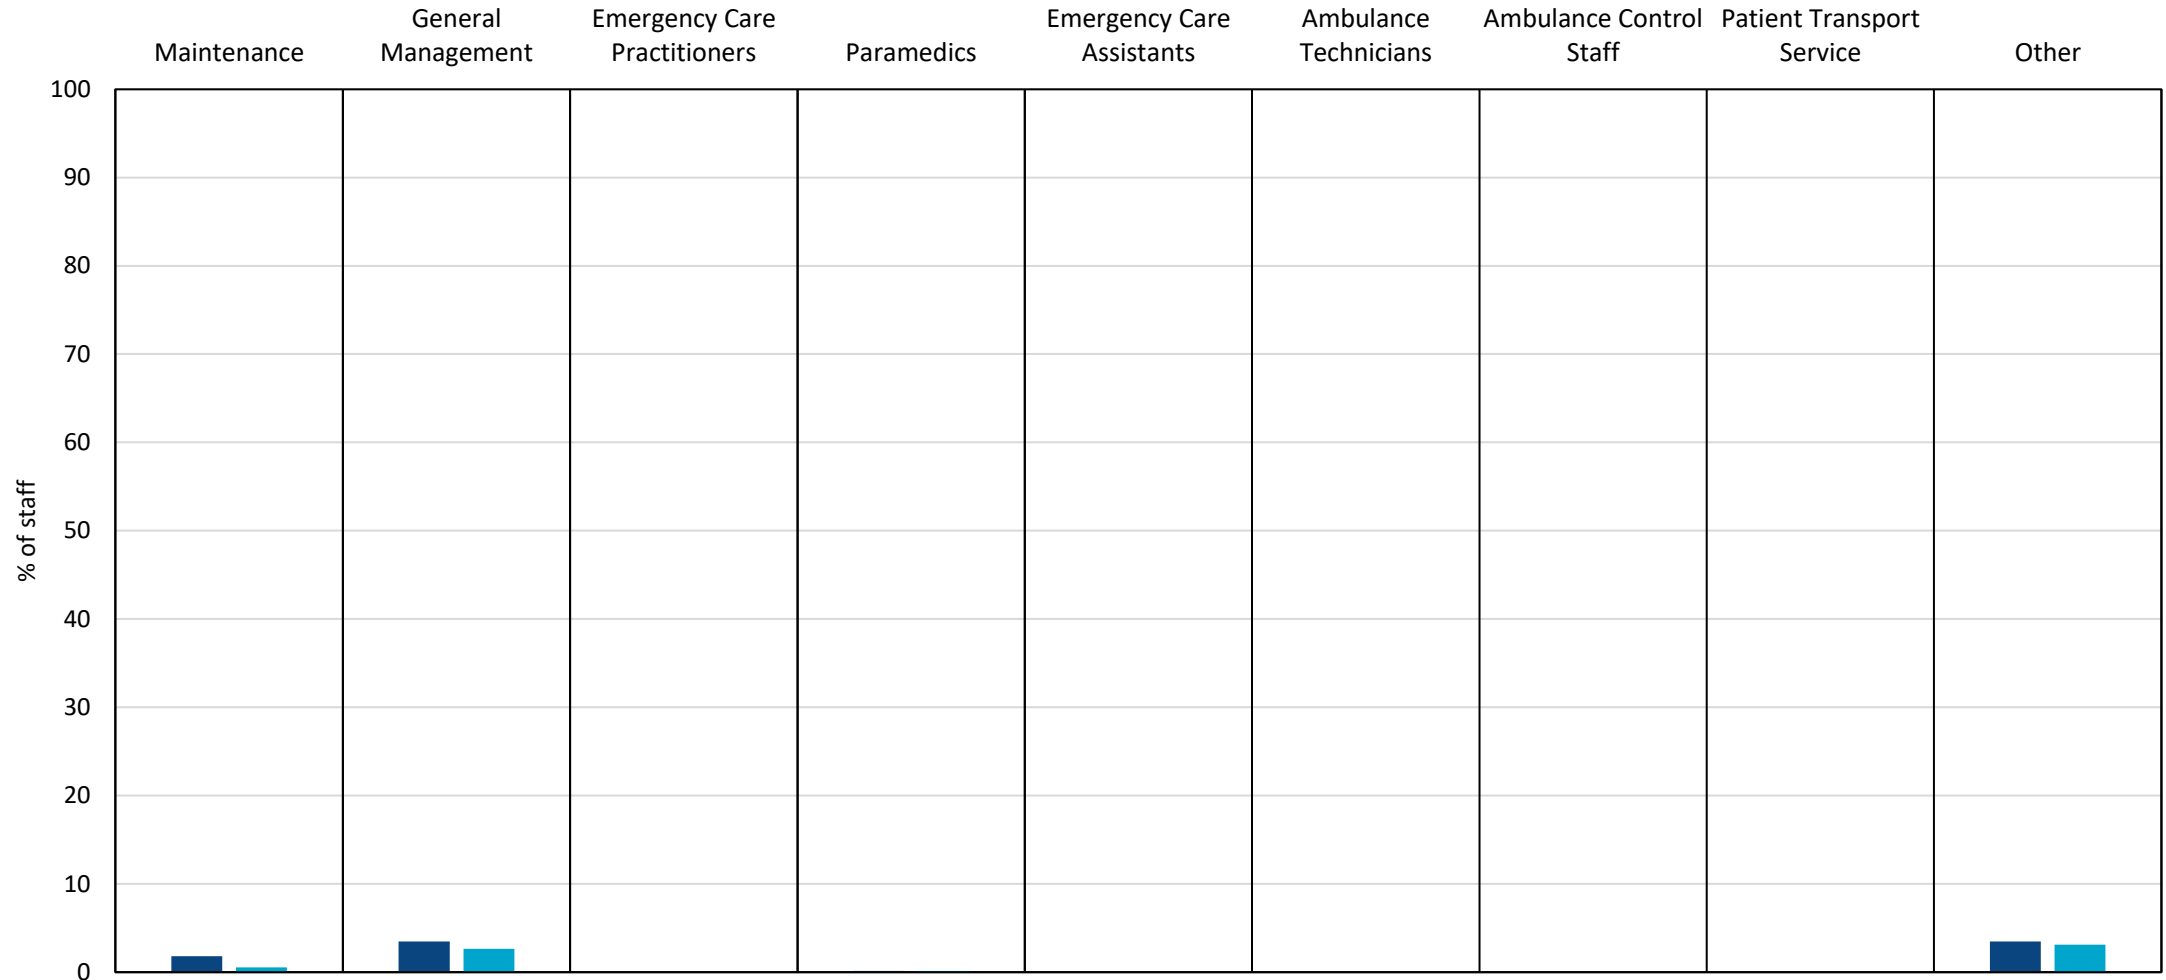 Maintenance
General
Management
Emergency Care
Practitioners
Paramedics
Emergency Care
Assistants
Ambulance
Technicians
Ambulance Control
Staff
Patient Transport
Service
Other
100
90
80
70
60
50
40
30
20
10
0
% of staff